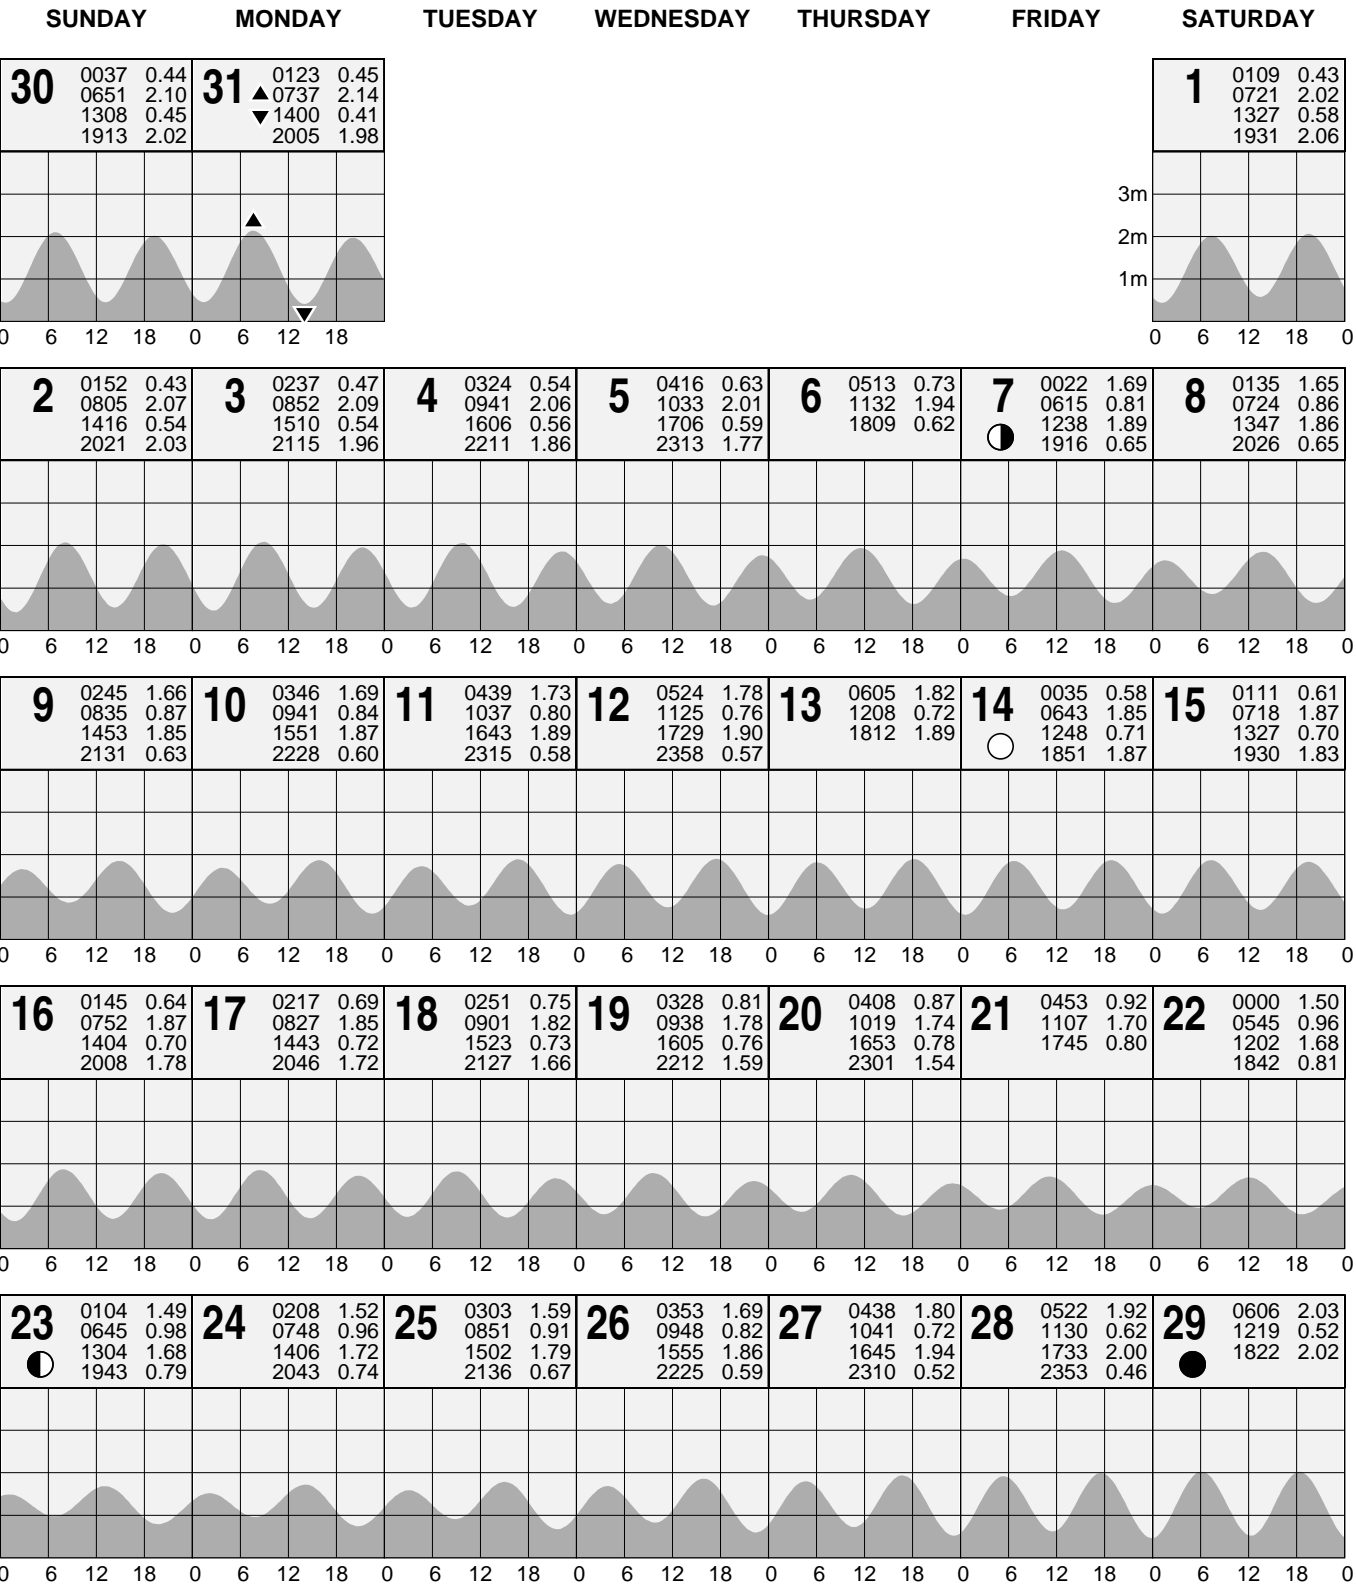 SUNDAY MONDAY TUESDAY WEDNESDAY THURSDAY FRIDAY SATURDAY
30 0037 0.44 31 0123 0.45 1 0109 0.43
0651 2.10 0737 2.14 0721 2.02
1308 0.45 1400 0.41 1327 0.58
1913 2.02 2005 1.98 1931 2.06
3m
2m
1m
0 6 12 18 0 6 12 18 0 6 12 18 0
2 0152 0.43 3 0237 0.47 4 0324 0.54 5 0416 0.63 6 0513 0.73 7 0022 1.69 8 0135 1.65
0805 2.07 0852 2.09 0941 2.06 1033 2.01 1132 1.94 0615 0.81 0724 0.86
1416 0.54 1510 0.54 1606 0.56 1706 0.59 1809 0.62 1238 1.89 1347 1.86
2021 2.03 2115 1.96 2211 1.86 2313 1.77 1916 0.65 2026 0.65
0 6 12 18 0 6 12 18 0 6 12 18 0 6 12 18 0 6 12 18 0 6 12 18 0 6 12 18 0
9 0245 1.66 10 0346 1.69 11 0439 1.73 12 0524 1.78 13 0605 1.82 14 0035 0.58 15 0111 0.61
0835 0.87 0941 0.84 1037 0.80 1125 0.76 1208 0.72 0643 1.85 0718 1.87
1453 1.85 1551 1.87 1643 1.89 1729 1.90 1812 1.89 1248 0.71 1327 0.70
2131 0.63 2228 0.60 2315 0.58 2358 0.57 1851 1.87 1930 1.83
0 6 12 18 0 6 12 18 0 6 12 18 0 6 12 18 0 6 12 18 0 6 12 18 0 6 12 18 0
16 0145 0.64 17 0217 0.69 18 0251 0.75 19 0328 0.81 20 0408 0.87 21 0453 0.92 22 0000 1.50
0752 1.87 0827 1.85 0901 1.82 0938 1.78 1019 1.74 1107 1.70 0545 0.96
1404 0.70 1443 0.72 1523 0.73 1605 0.76 1653 0.78 1745 0.80 1202 1.68
2008 1.78 2046 1.72 2127 1.66 2212 1.59 2301 1.54 1842 0.81
0 6 12 18 0 6 12 18 0 6 12 18 0 6 12 18 0 6 12 18 0 6 12 18 0 6 12 18 0
23 0104 1.49 24 0208 1.52 25 0303 1.59 26 0353 1.69 27 0438 1.80 28 0522 1.92 29 0606 2.03
0645 0.98 0748 0.96 0851 0.91 0948 0.82 1041 0.72 1130 0.62 1219 0.52
1304 1.68 1406 1.72 1502 1.79 1555 1.86 1645 1.94 1733 2.00 1822 2.02
1943 0.79 2043 0.74 2136 0.67 2225 0.59 2310 0.52 2353 0.46
0 6 12 18 0 6 12 18 0 6 12 18 0 6 12 18 0 6 12 18 0 6 12 18 0 6 12 18 0